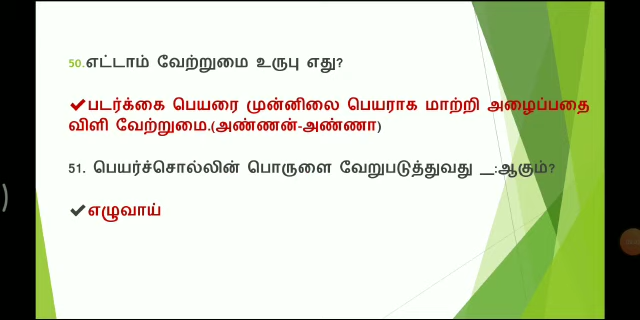 50.எட்டாம் வேற்றுமை உருபு எது?
✔படர்க்கை பெயரை முன்னிலை பெயராக மாற்றி அழைப்பதை
விளி வேற்றுமை.(அண்ணன்-அண்ணா)
51. பெயர்ச்சொல்லின் பொருளை வேறுபடுத்துவது __:ஆகும்?
✔எழுவாய்